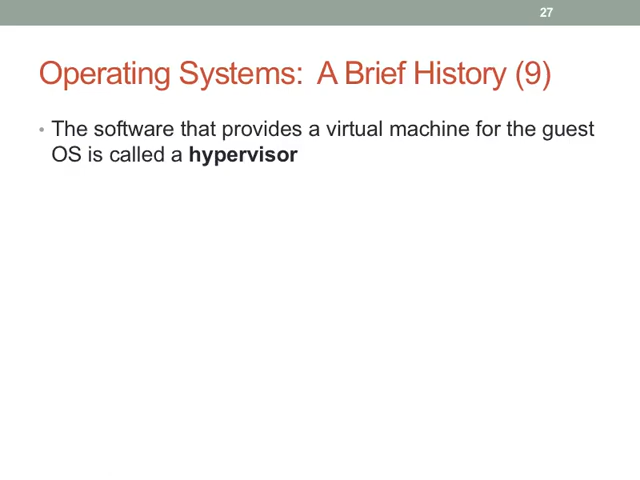 27
Operating Systems:  A Brief History (9)
• The software that provides a virtual machine for the guest
OS is called a hypervisor